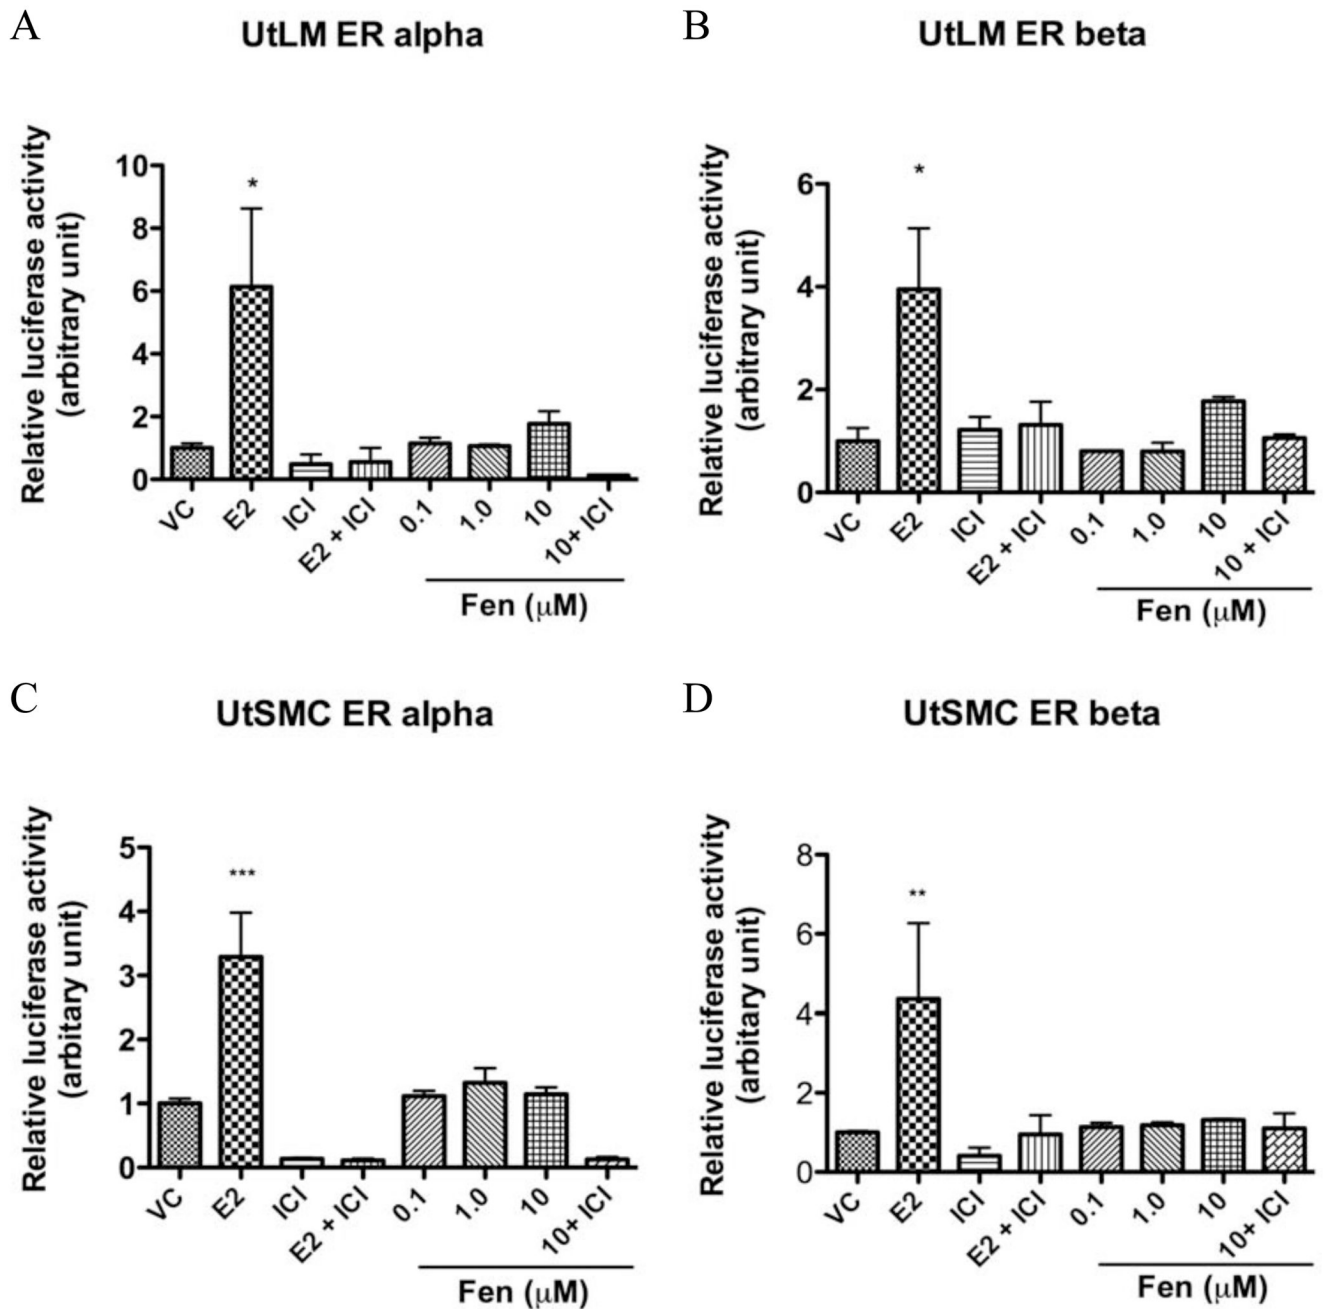 A
UtLM ER alpha
Relative luciferase activity
(arbitrary unit)
10
8
6
4
2
0
*
VC
E2
ICI
E2 + ICI
0.1
1.0
10
10+ ICI
Fen (μM)
B
UtLM ER beta
Relative luciferase activity
(arbitrary unit)
6
4
2
0
*
VC
E2
ICI
E2 + ICI
0.1
1.0
10
10 + ICI
Fen (μM)
C
UtSMC ER alpha
Relative luciferase activity
(arbitary unit)
5
4
3
2
1
0
***
VC
E2
ICI
E2 + ICI
0.1
1.0
10
10+ ICI
Fen (μM)
D
UtSMC ER beta
Relative luciferase activity
(arbitrary unit)
8
6
4
2
0
**
VC
E2
ICI
E2 + ICI
0.1
1.0
10
10+ ICI
Fen (μM)